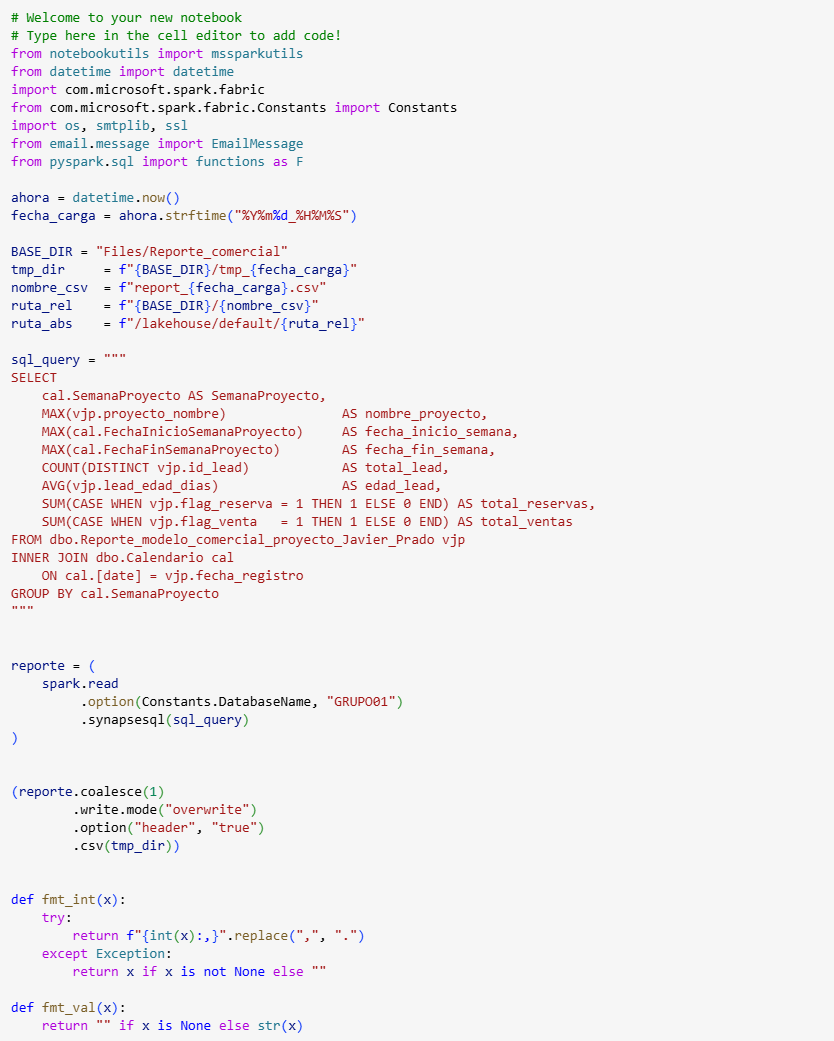 # Welcome to your new notebook
# Type here in the cell editor to add code!
from notebookutils import mssparkutils
from datetime import datetime
import com.microsoft.spark.fabric
from com.microsoft.spark.fabric.Constants import Constants
import os, smtplib, ssl
from email.message import EmailMessage
from pyspark.sql import functions as F

ahora = datetime.now()
fecha_carga = ahora.strftime("%Y%m%d_%H%M%S")

BASE_DIR = "Files/Reporte_comercial"
tmp_dir     = f"{BASE_DIR}/tmp_{fecha_carga}"
nombre_csv  = f"report_{fecha_carga}.csv"
ruta_rel    = f"{BASE_DIR}/{nombre_csv}"
ruta_abs    = f"/lakehouse/default/{ruta_rel}"

sql_query = """
SELECT
    cal.SemanaProyecto AS SemanaProyecto,
    MAX(vjp.proyecto_nombre)               AS nombre_proyecto,
    MAX(cal.FechaInicioSemanaProyecto)     AS fecha_inicio_semana,
    MAX(cal.FechaFinSemanaProyecto)        AS fecha_fin_semana,
    COUNT(DISTINCT vjp.id_lead)            AS total_lead,
    AVG(vjp.lead_edad_dias)                AS edad_lead,
    SUM(CASE WHEN vjp.flag_reserva = 1 THEN 1 ELSE 0 END) AS total_reservas,
    SUM(CASE WHEN vjp.flag_venta   = 1 THEN 1 ELSE 0 END) AS total_ventas
FROM dbo.Reporte_modelo_comercial_proyecto_Javier_Prado vjp
INNER JOIN dbo.Calendario cal
    ON cal.[date] = vjp.fecha_registro
GROUP BY cal.SemanaProyecto
"""

reporte = (
    spark.read
         .option(Constants.DatabaseName, "GRUPO01")
         .synapsesql(sql_query)
)

(reporte.coalesce(1)
        .write.mode("overwrite")
        .option("header", "true")
        .csv(tmp_dir))

def fmt_int(x):
    try:
        return f"{int(x):,}".replace(",", ".")
    except Exception:
        return x if x is not None else ""

def fmt_val(x):
    return "" if x is None else str(x)